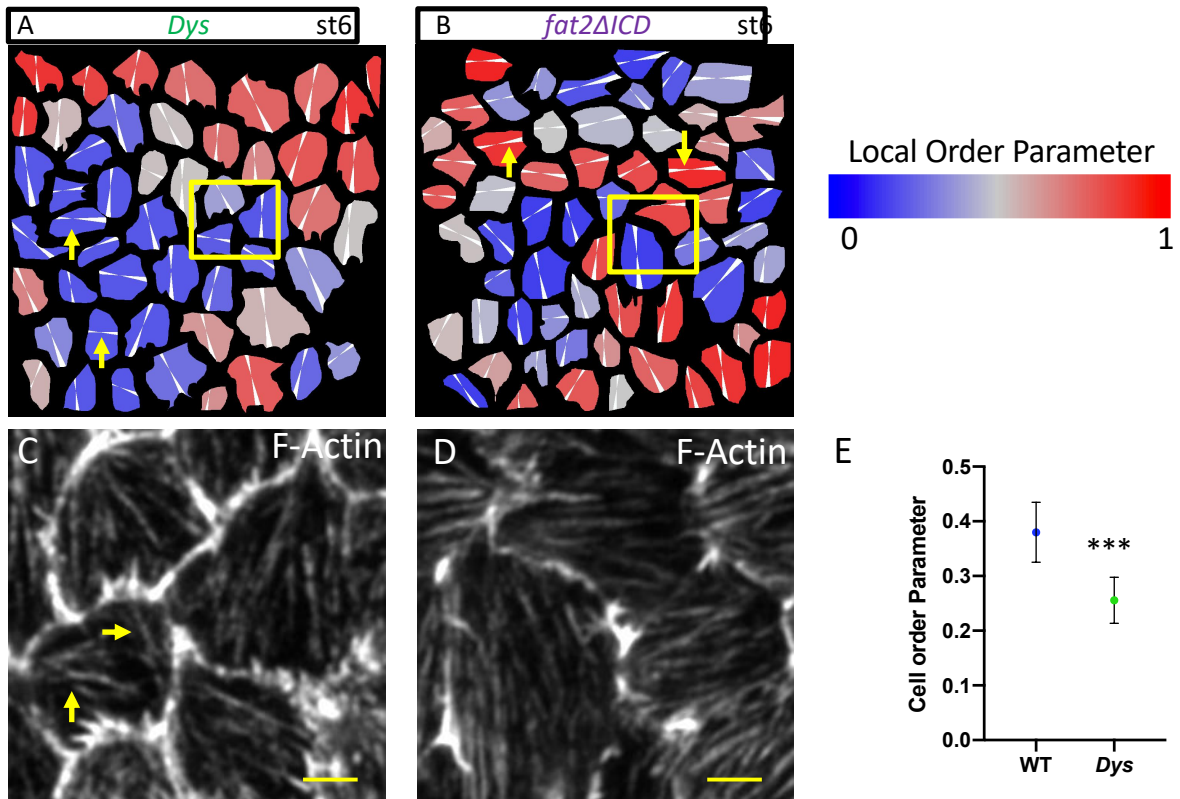 A Dys st6
B fat2ΔICD st6
Local Order Parameter
0 1
C F-Actin
D F-Actin
E
Cell order Parameter
0.5
0.4
0.3
0.2
0.1
0.0
***
WT Dys